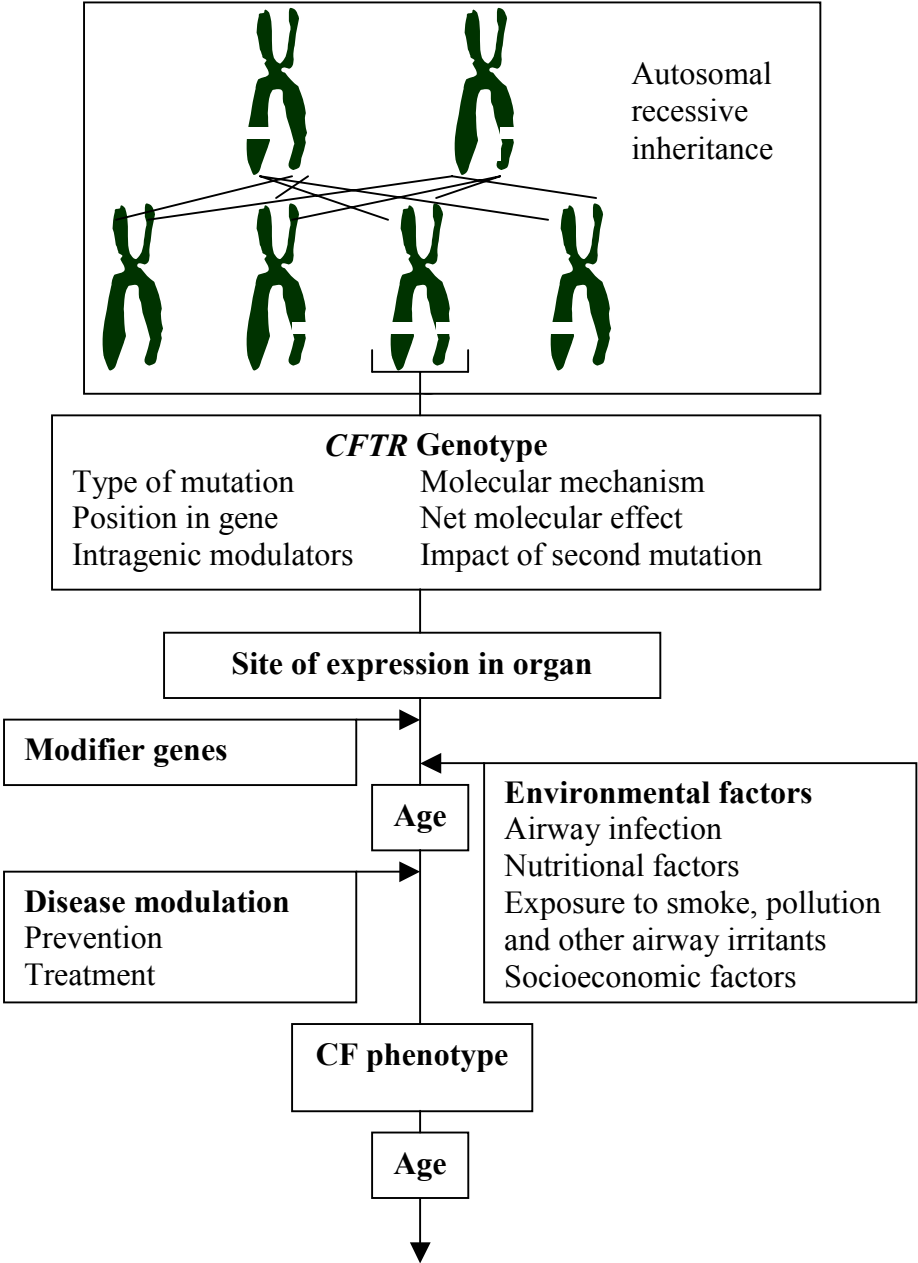 Autosomal
recessive
inheritance
CFTR Genotype
Type of mutation
Position in gene
Intragenic modulators
Molecular mechanism
Net molecular effect
Impact of second mutation
Site of expression in organ
Modifier genes
Environmental factors
Airway infection
Nutritional factors
Exposure to smoke, pollution
and other airway irritants
Socioeconomic factors
Age
Disease modulation
Prevention
Treatment
CF phenotype
Age